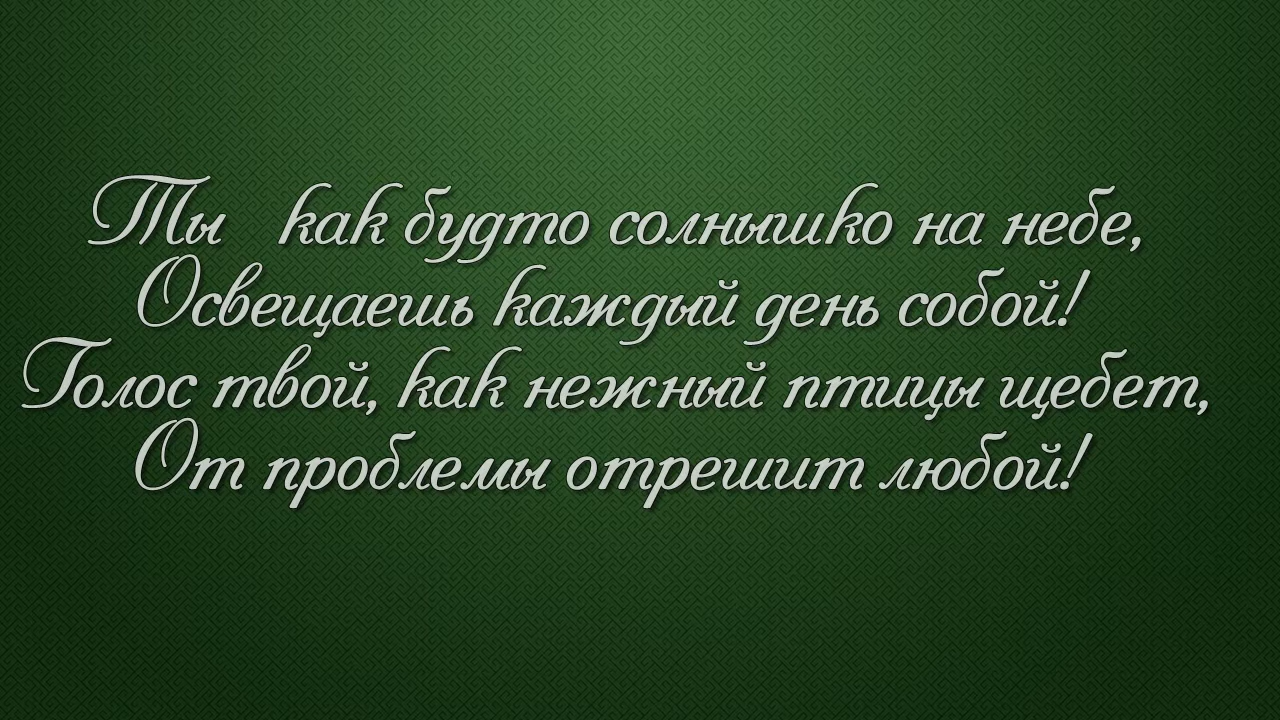 Ты как будто солнышко на небе,
Освещаешь каждый день собой!
Голос твой, как нежный птицы щебет,
От проблемы отрешит любой!